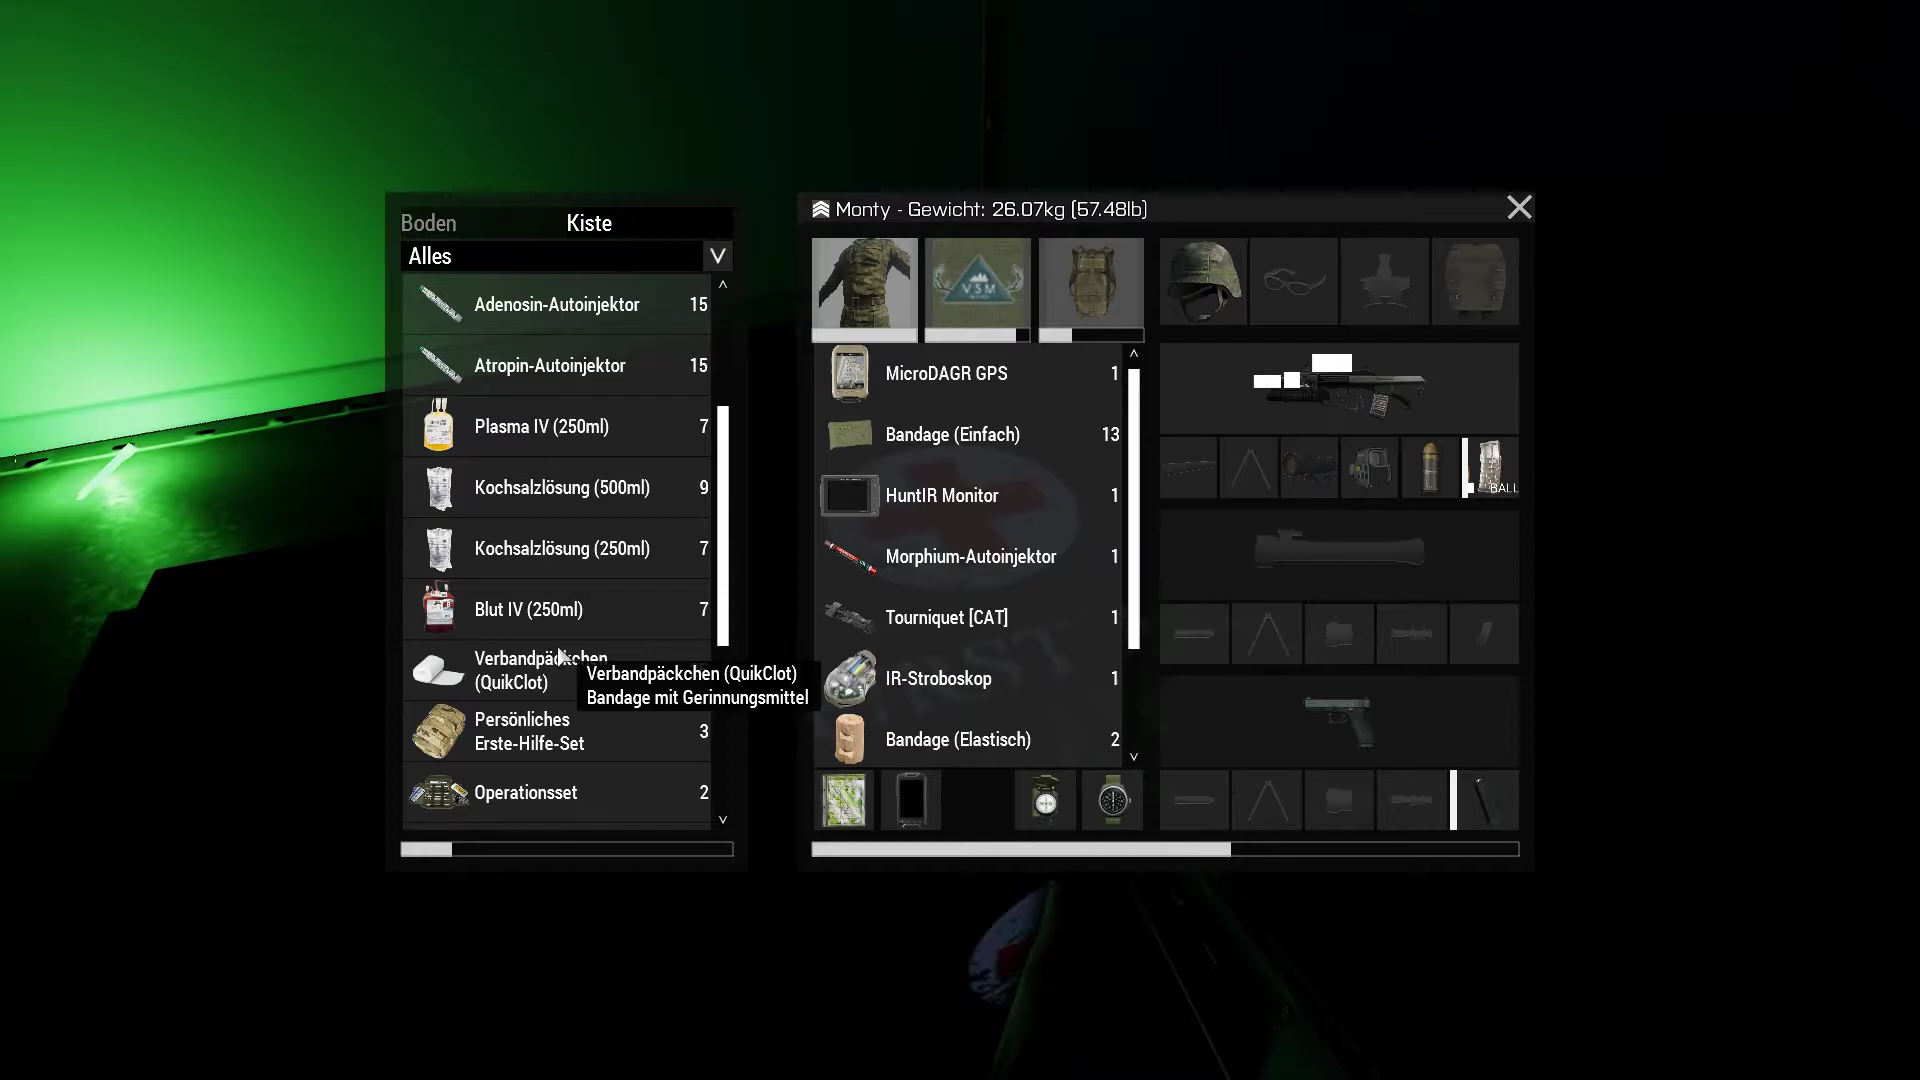 Boden
Kiste
Alles
Adenosin-Autoinjektor 15
Atropin-Autoinjektor 15
Plasma IV (250ml) 7
Kochsalzlösung (500ml) 9
Kochsalzlösung (250ml) 7
Blut IV (250ml) 7
Verbandpäckchen
(QuikClot)
Verbandpäckchen (QuikClot)
Bandage mit Gerinnungsmittel
Persönliches
Erste-Hilfe-Set 3
Operationsset 2
Monty - Gewicht: 26.07kg (57.48lb)
VSM
MicroDAGR GPS 1
Bandage (Einfach) 13
HuntIR Monitor 1
Morphium-Autoinjektor 1
Tourniquet [CAT] 1
IR-Stroboskop 1
Bandage (Elastisch) 2
BALL